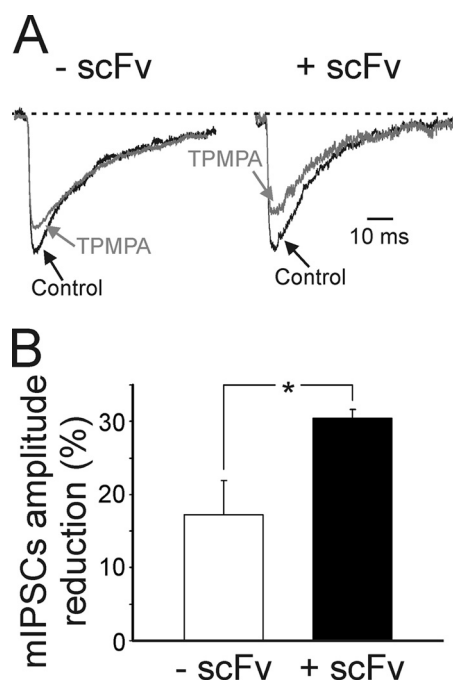 A
- scFv + scFv
TPMPA
TPMPA
10 ms
Control
Control
B
mIPSCs amplitude
reduction (%)
*
30
20
10
0
- scFv + scFv